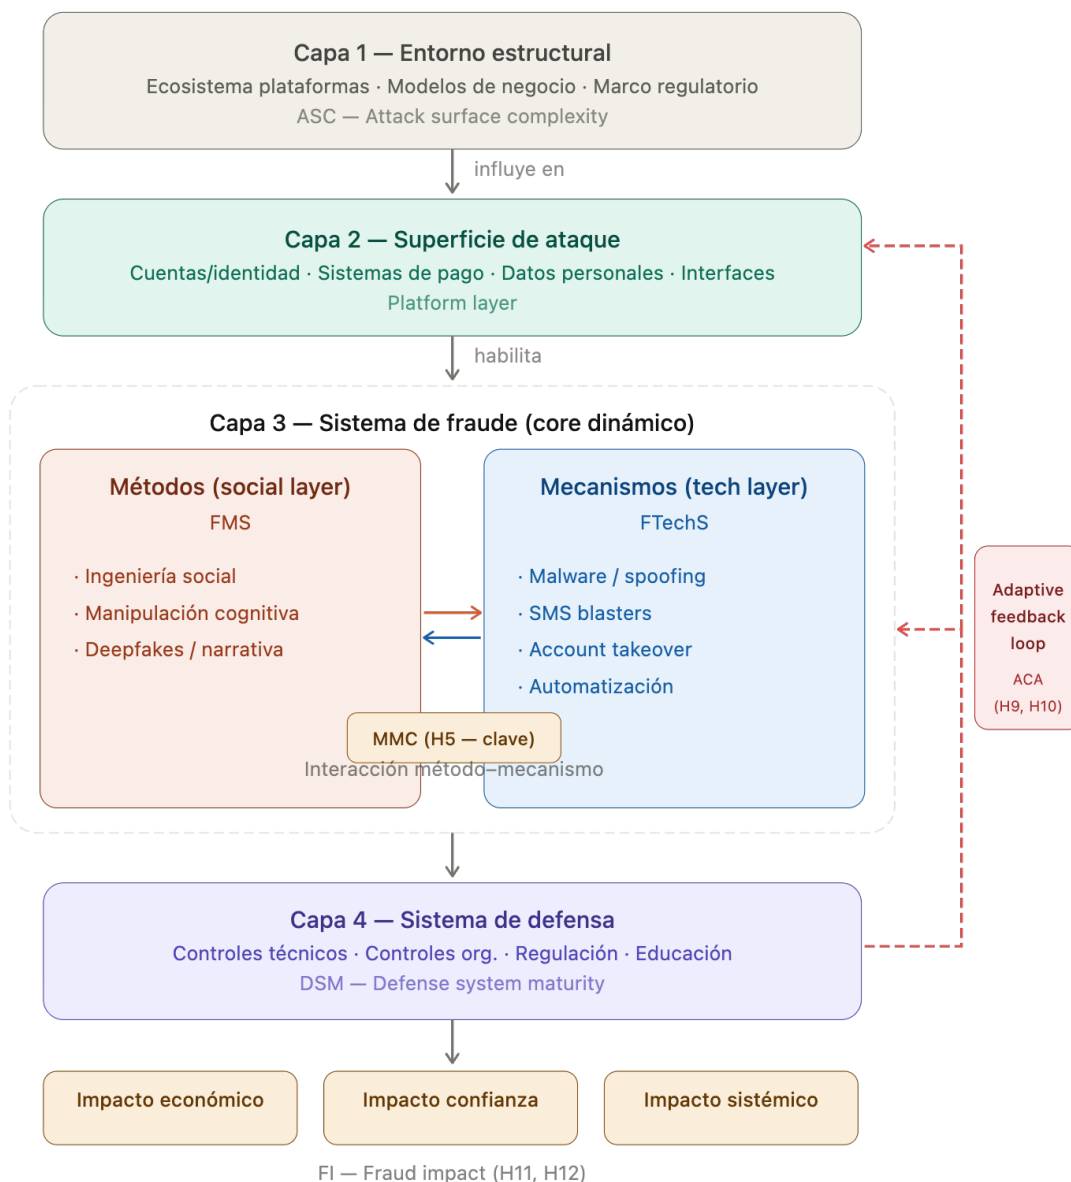 Capa 1 — Entorno estructural
Ecosistema plataformas · Modelos de negocio · Marco regulatorio
ASC — Attack surface complexity
influye en
Capa 2 — Superficie de ataque
Cuentas/identidad · Sistemas de pago · Datos personales · Interfaces
Platform layer
habilita
Capa 3 — Sistema de fraude (core dinámico)
Métodos (social layer)
FMS
· Ingeniería social
· Manipulación cognitiva
· Deepfakes / narrativa
Mecanismos (tech layer)
FTechS
· Malware / spoofing
· SMS blasters
· Account takeover
· Automatización
MMC (H5 — clave)
Interacción método–mecanismo
Adaptive
feedback
loop
ACA
(H9, H10)
Capa 4 — Sistema de defensa
Controles técnicos · Controles org. · Regulación · Educación
DSM — Defense system maturity
Impacto económico
Impacto confianza
Impacto sistémico
FI — Fraud impact (H11, H12)